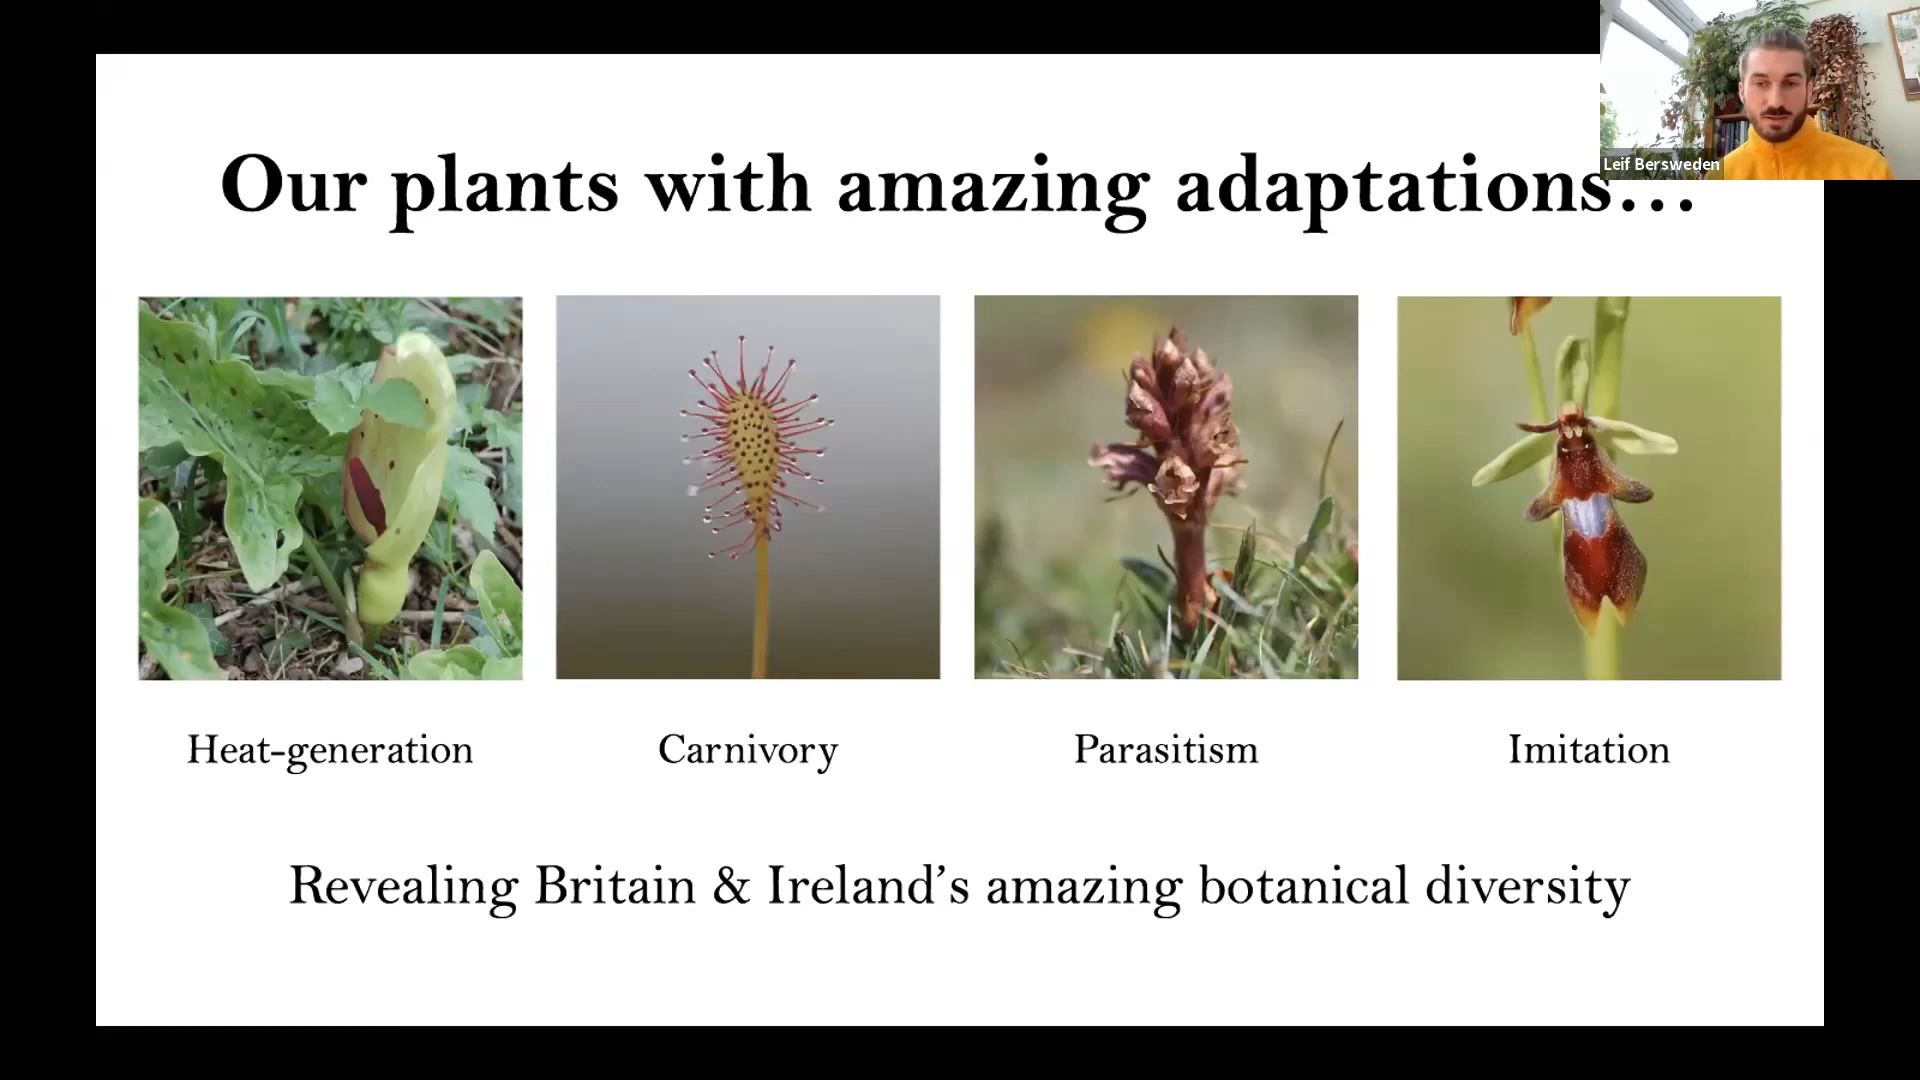 Our plants with amazing adaptations…
Leif Bersweden
Heat-generation
Carnivory
Parasitism
Imitation
Revealing Britain & Ireland’s amazing botanical diversity